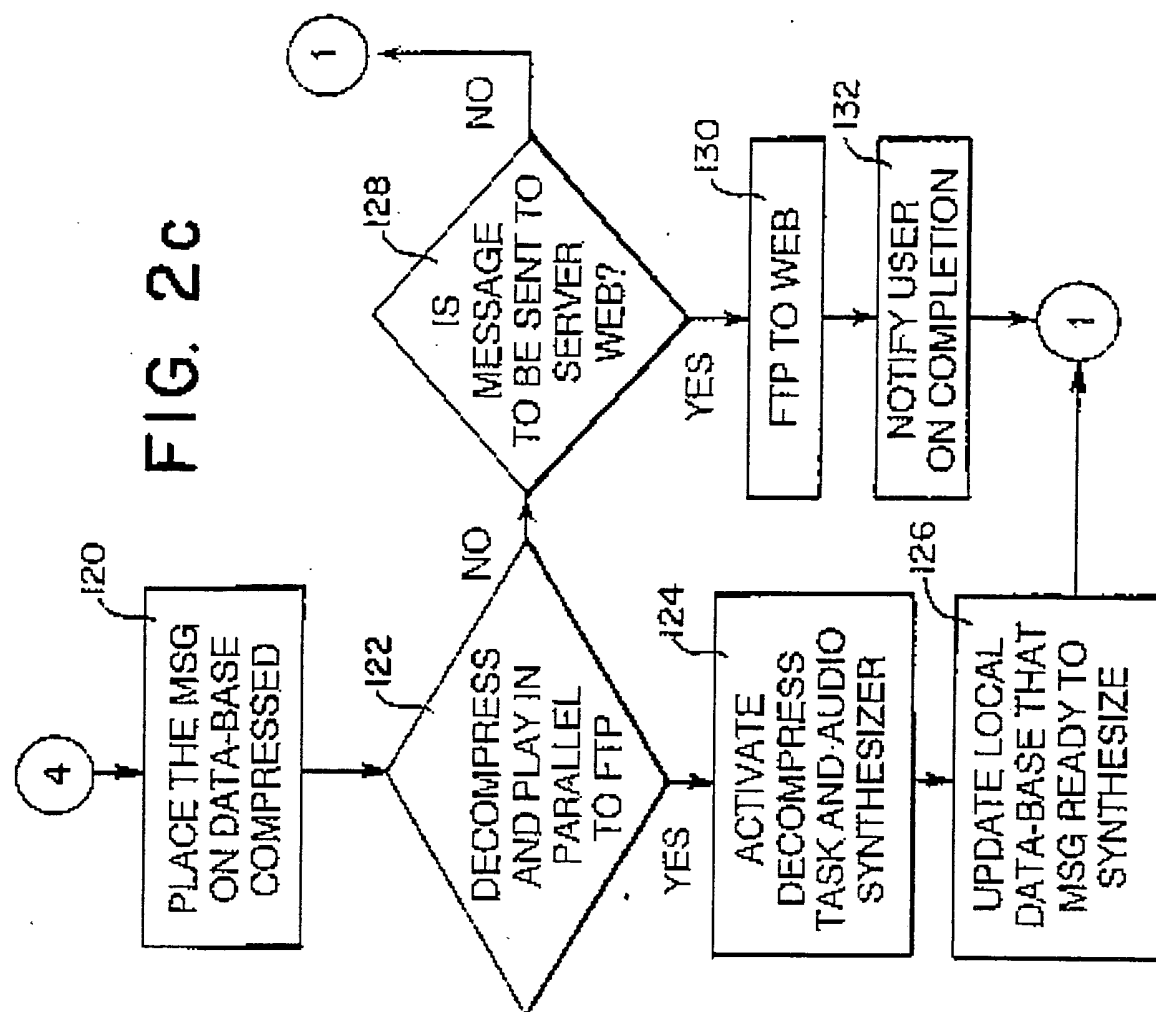 FIG. 2c
4
PLACE THE MSG
ON DATA-BASE
COMPRESSED
120
DECOMPRESS
AND PLAY IN
PARALLEL
TO FTP
122
NO
YES
ACTIVATE
DECOMPRESS
TASK AND AUDIO
SYNTHESIZER
124
UPDATE LOCAL
DATA-BASE THAT
MSG READY TO
SYNTHESIZE
126
IS
MESSAGE
TO BE SENT TO
SERVER
WEB?
128
NO
1
YES
FTP TO WEB
130
NOTIFY USER
ON COMPLETION
132
1